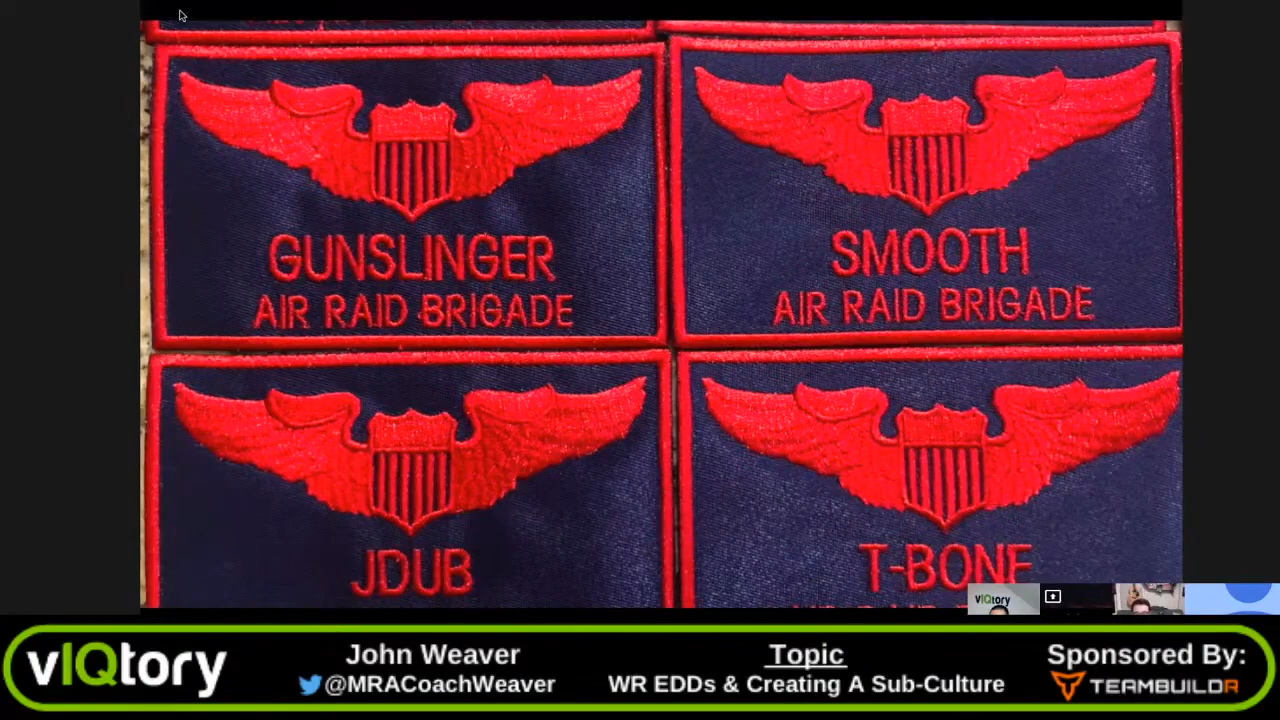 GUNSLINGER
AIR RAID BRIGADE
SMOOTH
AIR RAID BRIGADE
JDUB
T-BONE
vIQtory
vIQtory
John Weaver
@MRACoachWeaver
Topic
WR EDDs & Creating A Sub-Culture
Sponsored By:
TEAMBUILDR